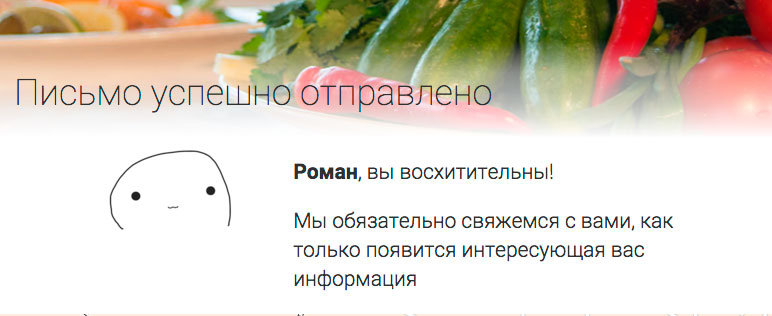 Письмо успешно отправлено
Роман, вы восхитительны!
Мы обязательно свяжемся с вами, как
только появится интересующая вас
информация